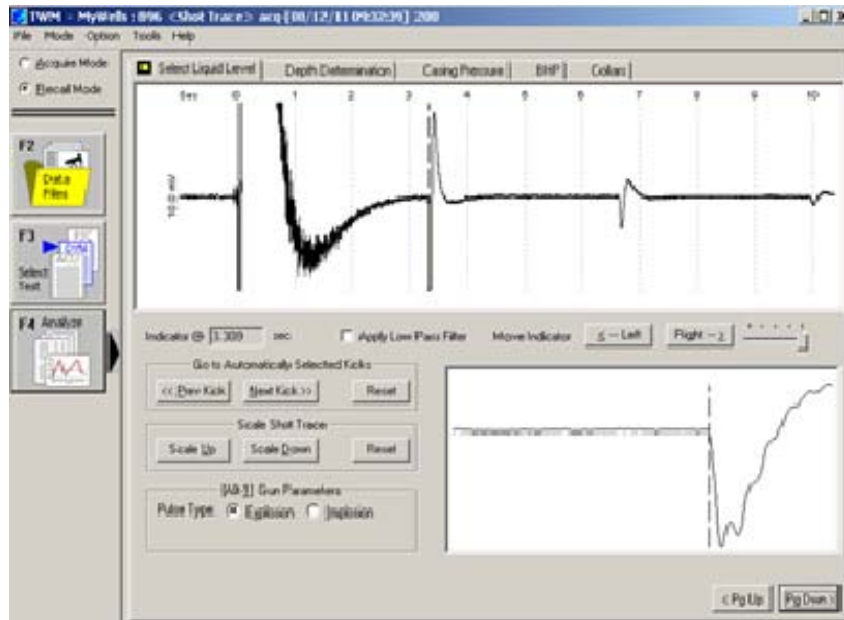 TWM - MyWells : B96 <Shot Trace> acq-[08/12/11 09:32:39] 200
File Mode Option Tools Help
Acquire Mode
Recall Mode
F2
Data
Files
F3
Select
Test
F4 Analyze
Select Liquid Level Depth Determination Casing Pressure BHP Collars
Sec 0 1 2 3 4 5 6 7 8 9 10
10.0 mV
Indicator @ 3.309 sec Apply Low Pass Filter Move Indicator < -- Left Right -- >
Go to Automatically Selected Kicks
<< Prev Kick Next Kick >> Reset
Scale Shot Trace
Scale Up Scale Down Reset
Gun Parameters
Pulse Type: Explosion Implosion
< Pg Up Pg Down >